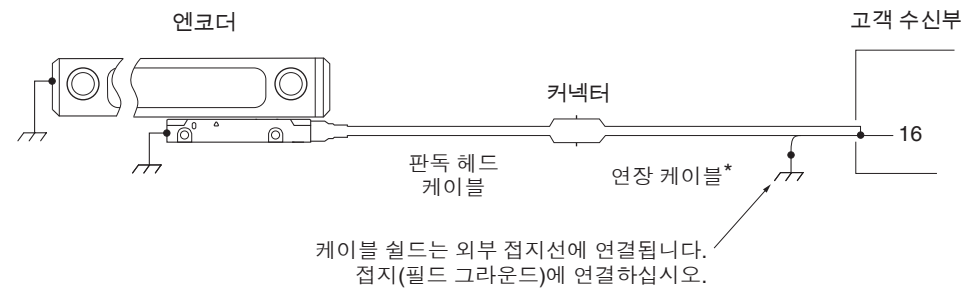 엔코더
고객 수신부
커넥터
16
판독 헤드
케이블
연장 케이블*
케이블 쉴드는 외부 접지선에 연결됩니다.
접지(필드 그라운드)에 연결하십시오.